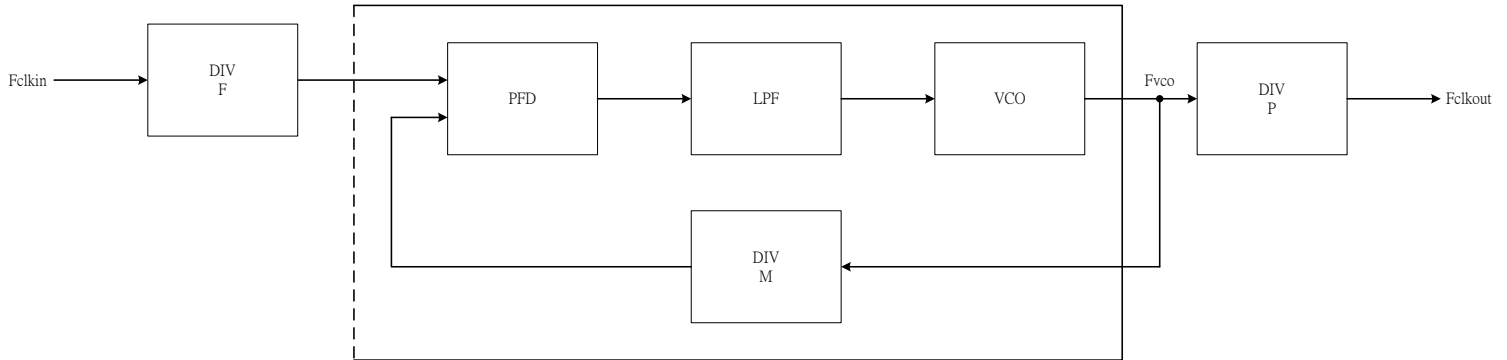 Fclkin
DIV
F
PFD
LPF
VCO
Fvco
DIV
P
Fclkout
DIV
M